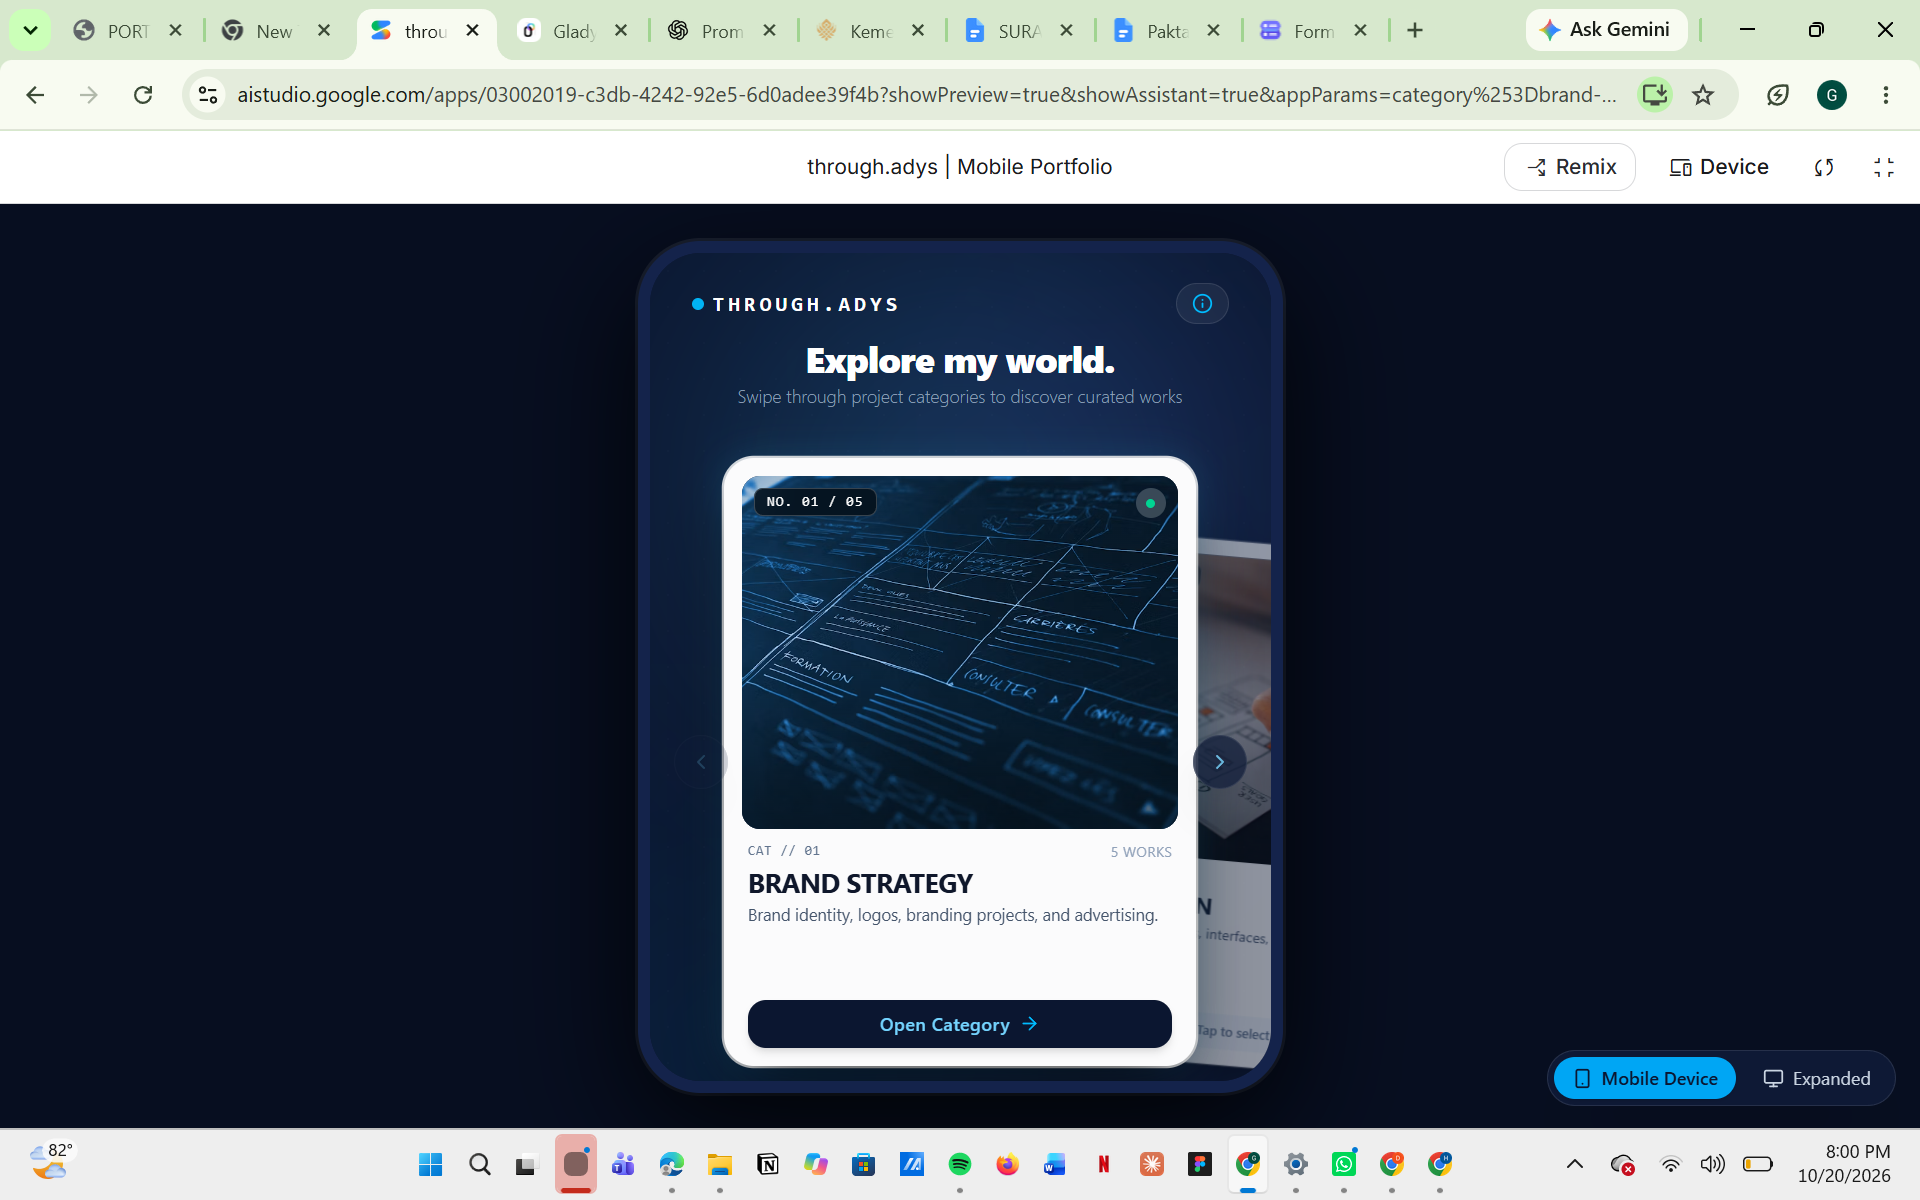 PORT
New
throu
Glady
Prom
Keme
SURA
Pakta
Form
Ask Gemini
aistudio.google.com/apps/03002019-c3db-4242-92e5-6d0adee39f4b?showPreview=true&showAssistant=true&appParams=category%253Dbrand-...
G
through.adys | Mobile Portfolio
Remix
Device
THROUGH.ADYS
Explore my world.
Swipe through project categories to discover curated works
NO. 01 / 05
CARRIÈRES
FORMATION
CONSULTER
CONSULTER
CAT // 01
5 WORKS
BRAND STRATEGY
Brand identity, logos, branding projects, and advertising.
N
, interfaces,
Open Category
Tap to select
Mobile Device
Expanded
82°
8:00 PM
10/20/2026